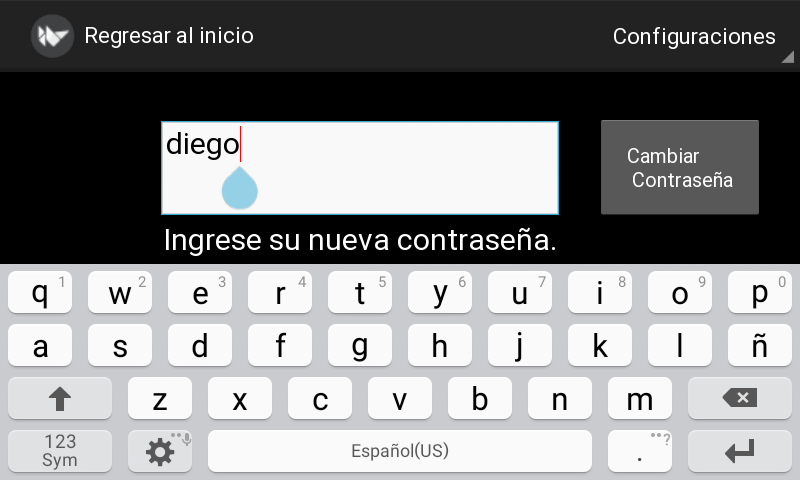 Regresar al inicio
Configuraciones
diego
Cambiar
Contraseña
Ingrese su nueva contraseña.
q 1 w 2 e 3 r 4 t 5 y 6 u 7 i 8 o 9 p 0
a s d f g h j k l ñ
z x c v b n m
123
Sym
Español(US)
. ?